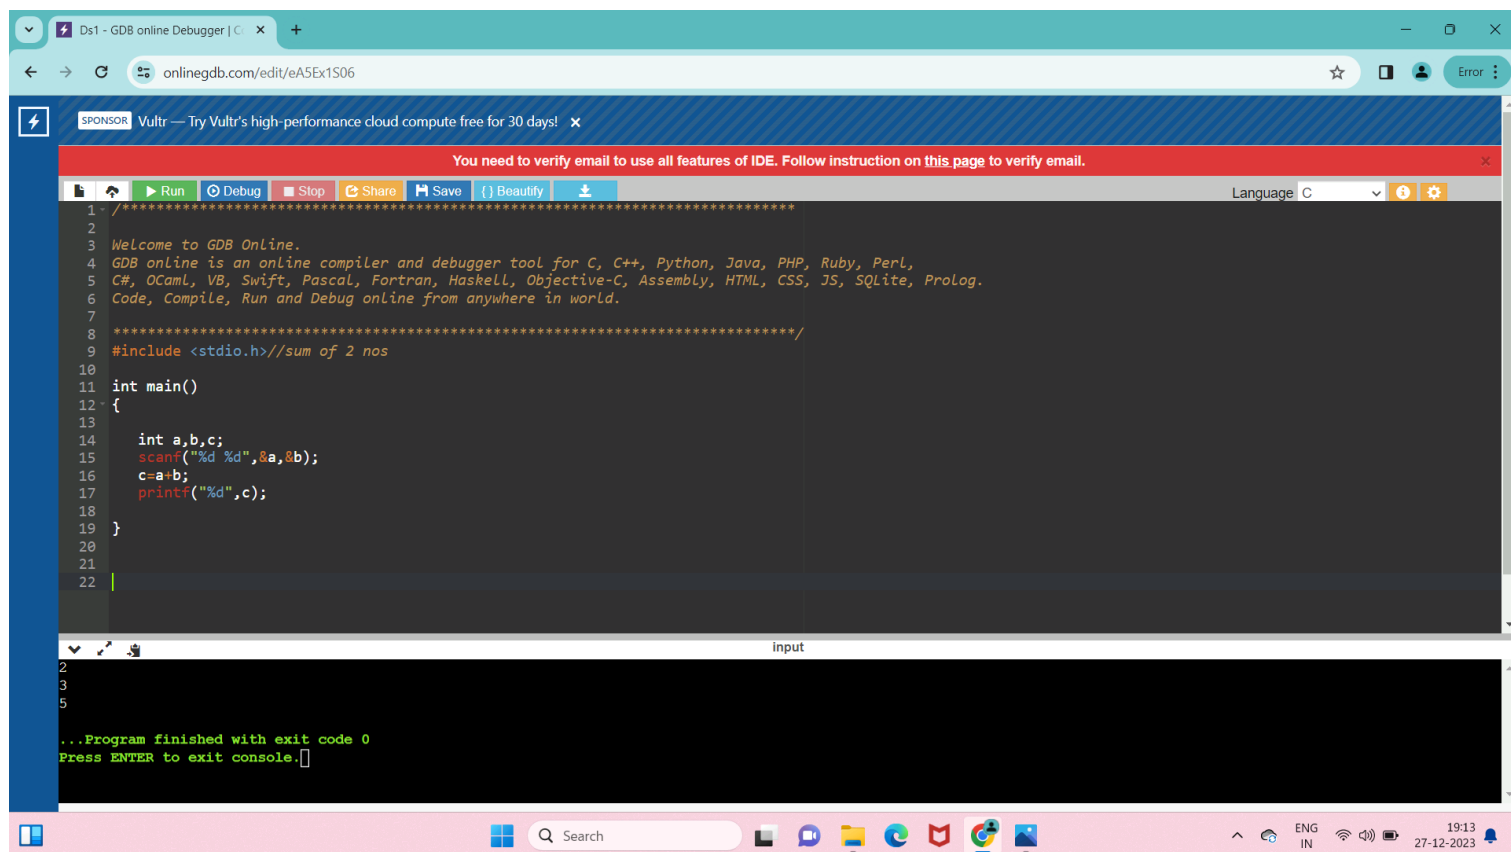 Ds1 - GDB online Debugger | C
onlinegdb.com/edit/eA5Ex1S06
Error
SPONSOR Vultr — Try Vultr's high-performance cloud compute free for 30 days! ×
You need to verify email to use all features of IDE. Follow instruction on this page to verify email. ×
Run Debug Stop Share Save {} Beautify Language C
1 /******************************************************************************
2
3 Welcome to GDB Online.
4 GDB online is an online compiler and debugger tool for C, C++, Python, Java, PHP, Ruby, Perl,
5 C#, OCaml, VB, Swift, Pascal, Fortran, Haskell, Objective-C, Assembly, HTML, CSS, JS, SQLite, Prolog.
6 Code, Compile, Run and Debug online from anywhere in world.
7
8 *******************************************************************************/
9 #include <stdio.h>//sum of 2 nos
10
11 int main()
12 {
13
14 int a,b,c;
15 scanf("%d %d",&a,&b);
16 c=a+b;
17 printf("%d",c);
18
19 }
20
21
22
input
2
3
5
...Program finished with exit code 0
Press ENTER to exit console.
Search
ENG
IN
19:13
27-12-2023